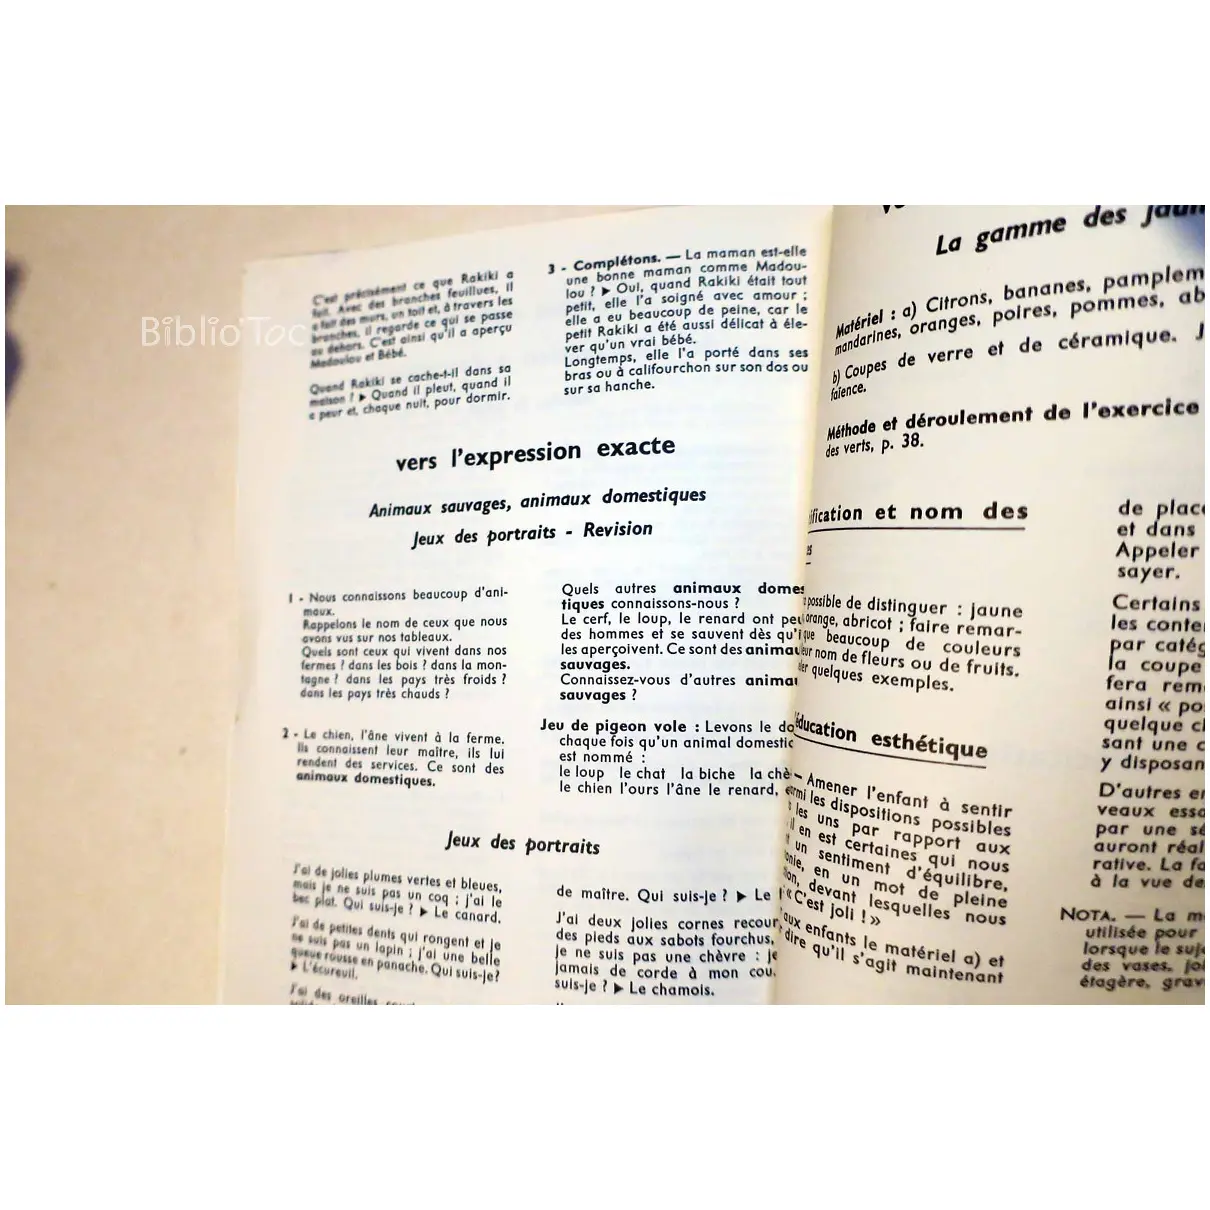 Biblio'Toc
C'est précisément ce que Rakiki a
fait. Avec des branches feuillues, il
a fait des murs, un toit et, à travers les
branches, il regarde ce qui se passe
au dehors. C'est ainsi qu'il a aperçu
Madoulou et Bébé.
Quand Rakiki se cache-t-il dans sa
maison ? ▶ Quand il pleut, quand il
a peur et, chaque nuit, pour dormir.
3 - Complétons. — La maman est-elle
une bonne maman comme Madou-
lou ? ▶ Oui, quand Rakiki était tout
petit, elle l'a soigné avec amour ;
elle a eu beaucoup de peine, car le
petit Rakiki a été aussi délicat à éle-
ver qu'un vrai bébé.
Longtemps, elle l'a porté dans ses
bras ou à califourchon sur son dos ou
sur sa hanche.
vers l'expression exacte
Animaux sauvages, animaux domestiques
Jeux des portraits - Revision
1 - Nous connaissons beaucoup d'ani-
maux.
Rappelons le nom de ceux que nous
avons vus sur nos tableaux.
Quels sont ceux qui vivent dans nos
fermes ? dans les bois ? dans la mon-
tagne ? dans les pays très froids ?
dans les pays très chauds ?
2 - Le chien, l'âne vivent à la ferme.
Ils connaissent leur maître, ils lui
rendent des services. Ce sont des
animaux domestiques.
Quels autres animaux domes
tiques connaissons-nous ?
Le cerf, le loup, le renard ont peu
des hommes et se sauvent dès qu'i
les aperçoivent. Ce sont des anima
sauvages.
Connaissez-vous d'autres anima
sauvages ?
Jeu de pigeon vole : Levons le do
chaque fois qu'un animal domestic
est nommé :
le loup le chat la biche la chè
le chien l'ours l'âne le renard,
Jeux des portraits
J'ai de jolies plumes vertes et bleues,
mais je ne suis pas un coq ; j'ai le
bec plat. Qui suis-je ? ▶ Le canard.
J'ai de petites dents qui rongent et je
ne suis pas un lapin ; j'ai une belle
queue rousse en panache. Qui suis-je?
▶ L'écureuil.
J'ai des oreilles
de maître. Qui suis-je ? ▶ Le
J'ai deux jolies cornes recour
des pieds aux sabots fourchus,
je ne suis pas une chèvre : je
jamais de corde à mon cou.
suis-je ? ▶ Le chamois.
La gamme des jaun
Matériel : a) Citrons, bananes, pamplem
mandarines, oranges, poires, pommes, ab
b) Coupes de verre et de céramique. J
faïence.
Méthode et déroulement de l'exercice
des verts, p. 38.
ification et nom des
es
possible de distinguer : jaune
orange, abricot ; faire remar-
que beaucoup de couleurs
eur nom de fleurs ou de fruits.
ler quelques exemples.
éducation esthétique
— Amener l'enfant à sentir
armi les dispositions possibles
les uns par rapport aux
il en est certaines qui nous
t un sentiment d'équilibre,
onie, en un mot de pleine
tion, devant lesquelles nous
« C'est joli ! »
aux enfants le matériel a) et
dire qu'il s'agit maintenant
de plac
et dans
Appeler
sayer.
Certains
les conte
par catég
la coupe
fera rem
ainsi « po
quelque c
sant une c
y disposan
D'autres en
veaux essa
par une sé
auront réal
rative. La fa
à la vue de
NOTA. — La m
utilisée pour
lorsque le suj
des vases, jo
étagère, grav